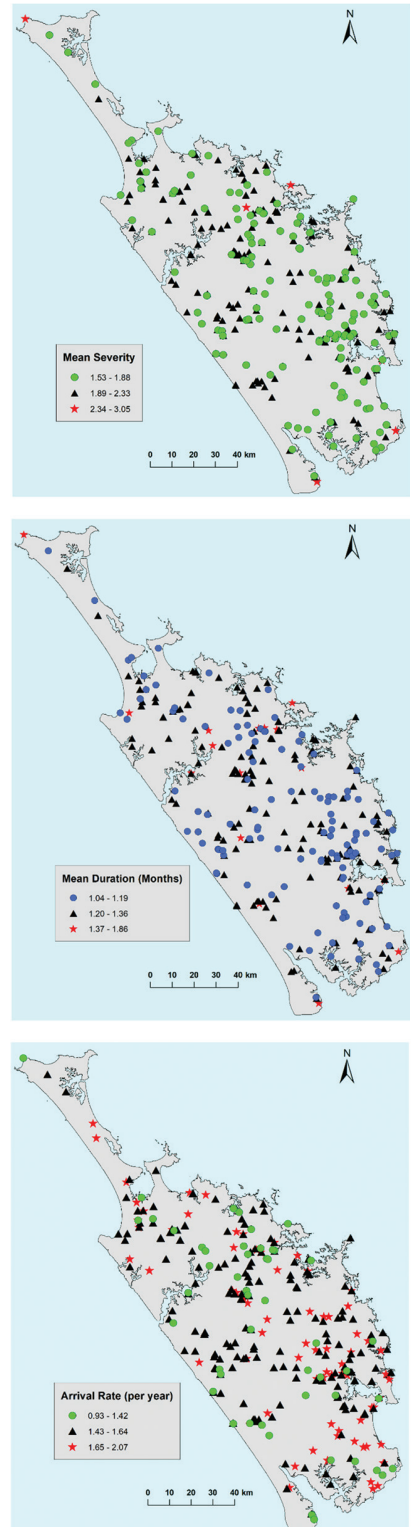 N
Mean Severity
1.53 - 1.88
1.89 - 2.33
2.34 - 3.05
0 10 20 40 km
N
Mean Duration (Months)
1.04 - 1.19
1.20 - 1.36
1.37 - 1.86
0 10 20 40 km
N
Arrival Rate (per year)
0.93 - 1.42
1.43 - 1.64
1.65 - 2.07
0 10 20 40 km